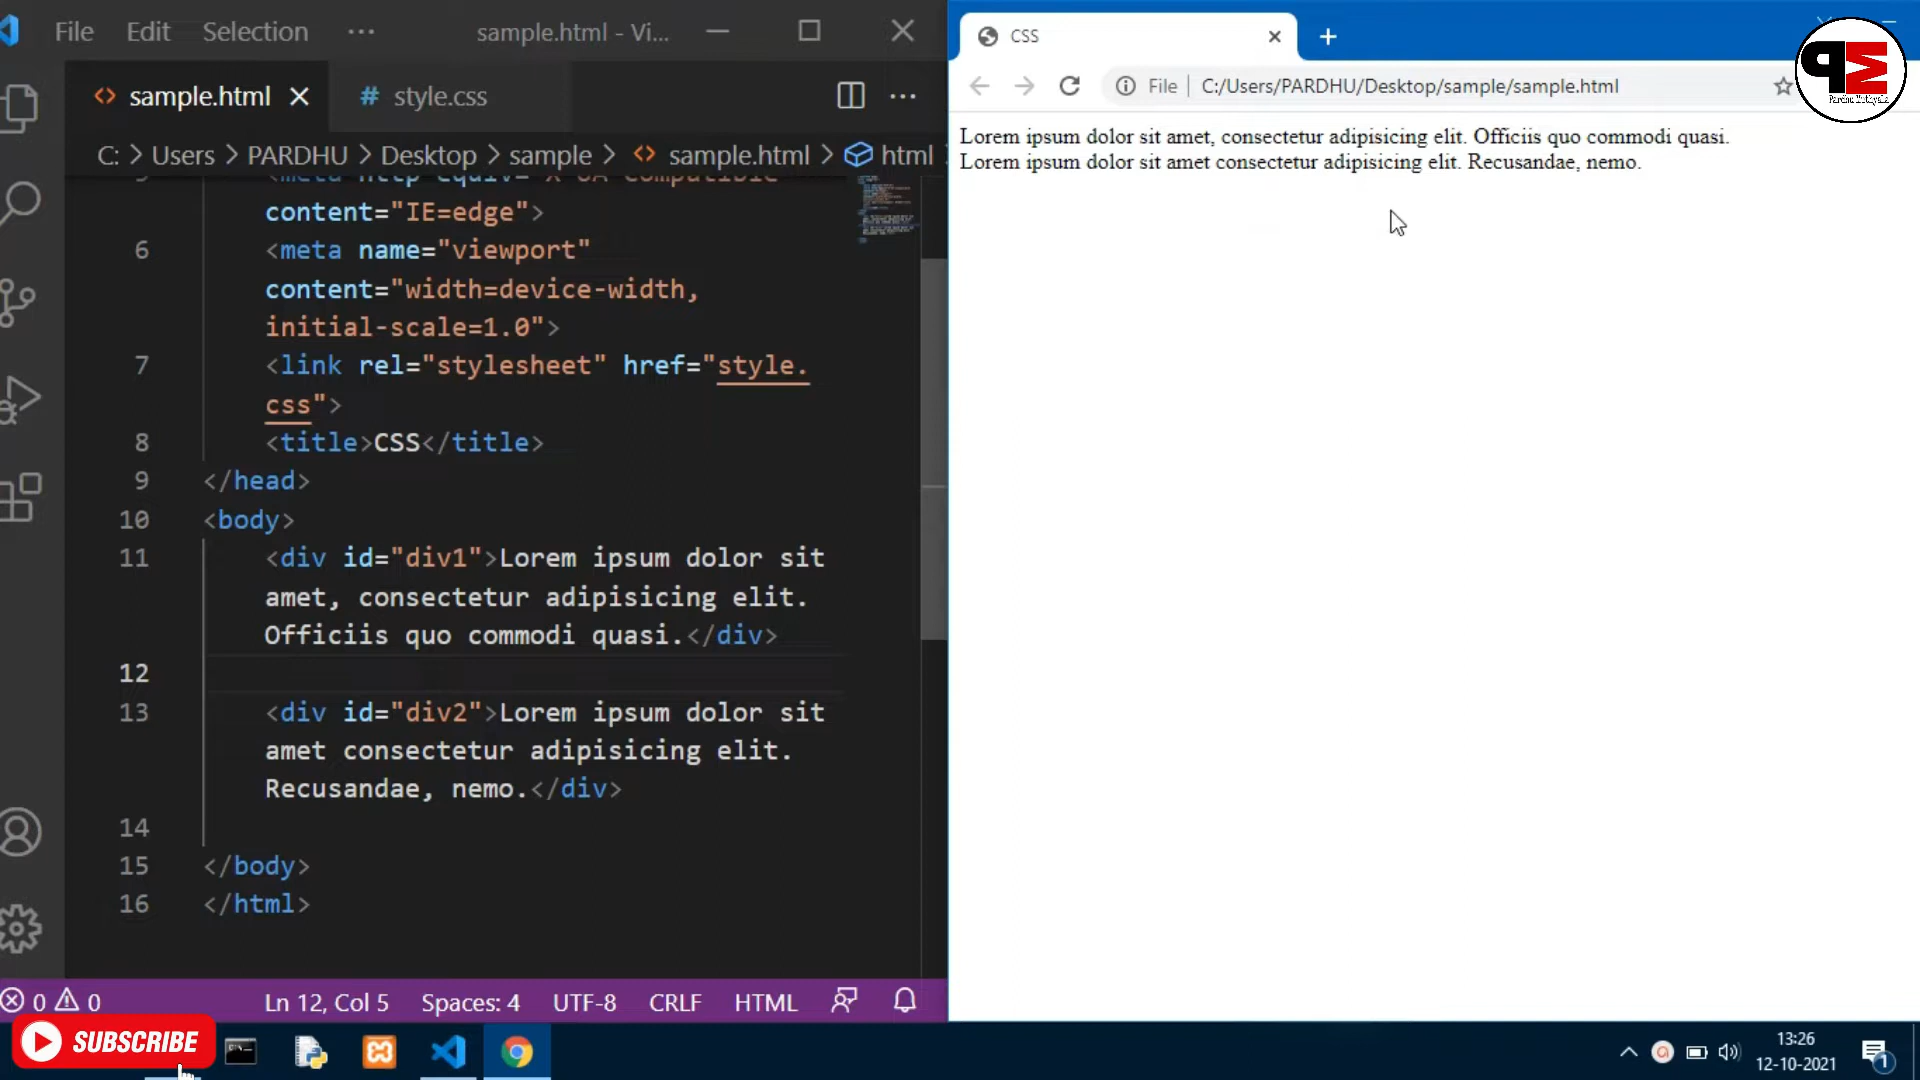 File Edit Selection ··· sample.html - Vi...
sample.html # style.css
C: > Users > PARDHU > Desktop > sample > sample.html > html
<meta http-equiv="X-UA-Compatible"
content="IE=edge">
6 <meta name="viewport"
content="width=device-width,
initial-scale=1.0">
7 <link rel="stylesheet" href="style.
css">
8 <title>CSS</title>
9 </head>
10 <body>
11 <div id="div1">Lorem ipsum dolor sit
amet, consectetur adipisicing elit.
Officiis quo commodi quasi.</div>
12
13 <div id="div2">Lorem ipsum dolor sit
amet consectetur adipisicing elit.
Recusandae, nemo.</div>
14
15 </body>
16 </html>
0 0 Ln 12, Col 5 Spaces: 4 UTF-8 CRLF HTML
SUBSCRIBE
CSS
File | C:/Users/PARDHU/Desktop/sample/sample.html
Lorem ipsum dolor sit amet, consectetur adipisicing elit. Officiis quo commodi quasi.
Lorem ipsum dolor sit amet consectetur adipisicing elit. Recusandae, nemo.
PM
13:26
12-10-2021
1